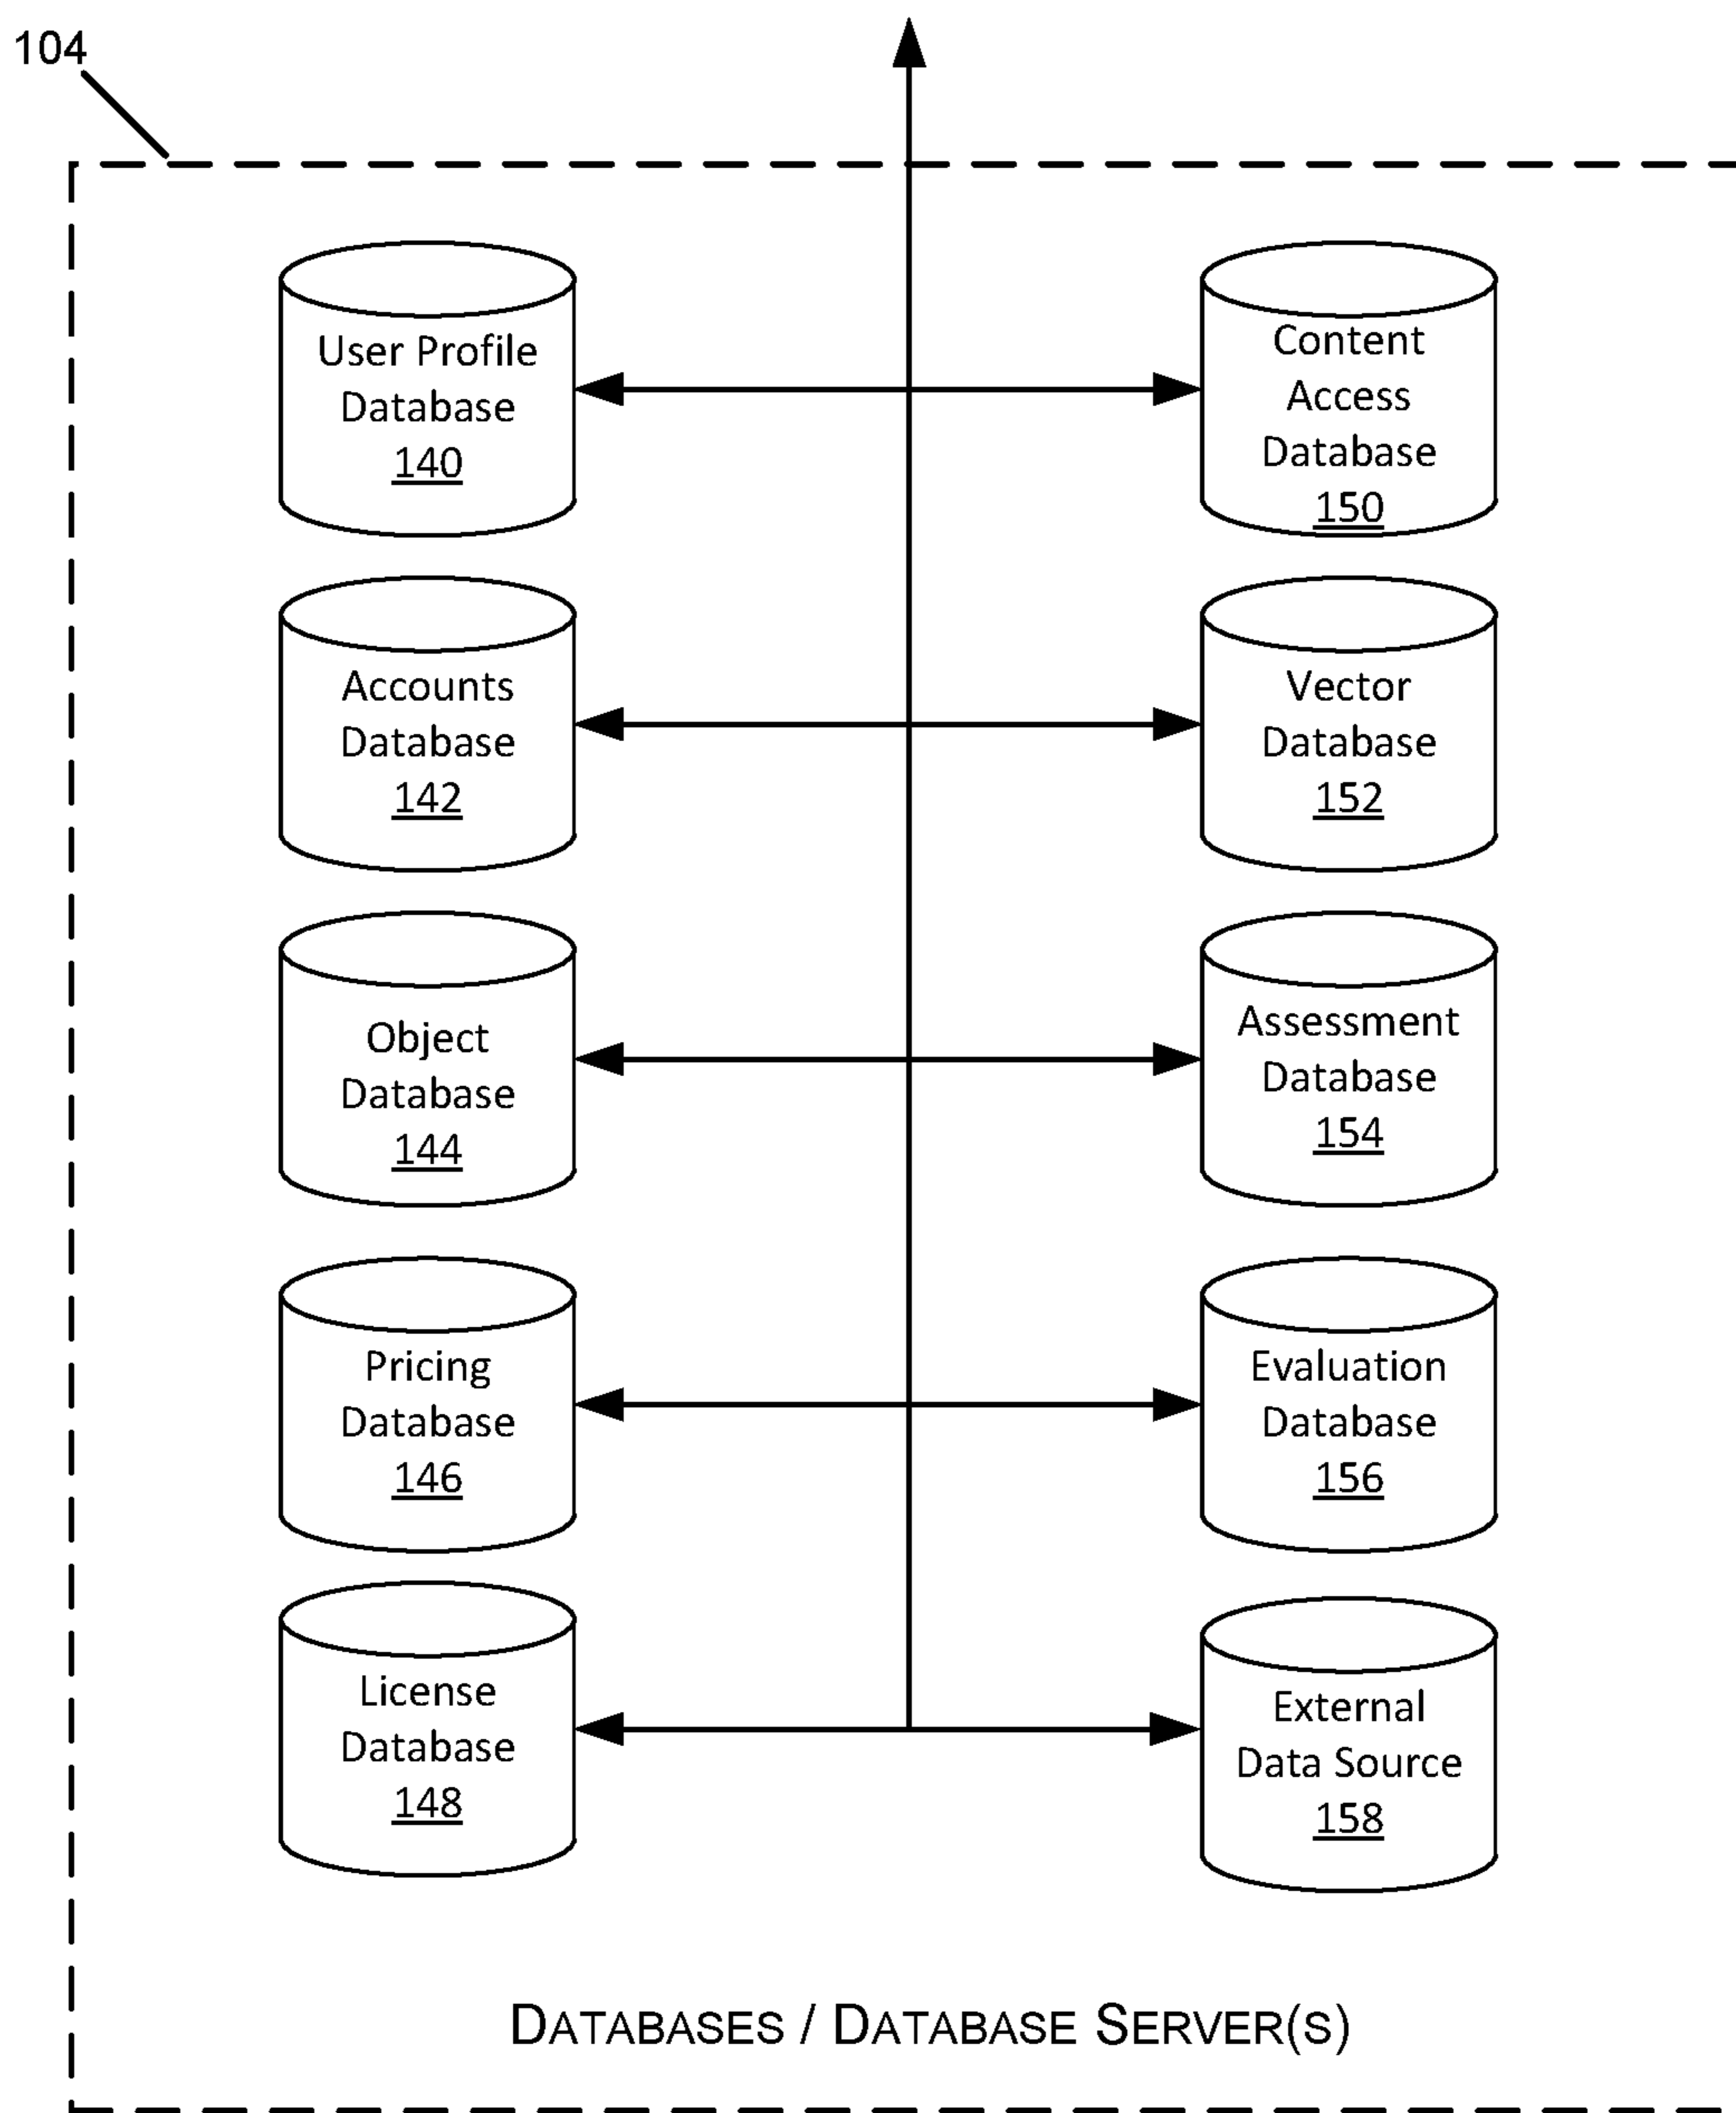 104
User Profile
Database
140
Content
Access
Database
150
Accounts
Database
142
Vector
Database
152
Object
Database
144
Assessment
Database
154
Pricing
Database
146
Evaluation
Database
156
License
Database
148
External
Data Source
158
DATABASES / DATABASE SERVER(S)